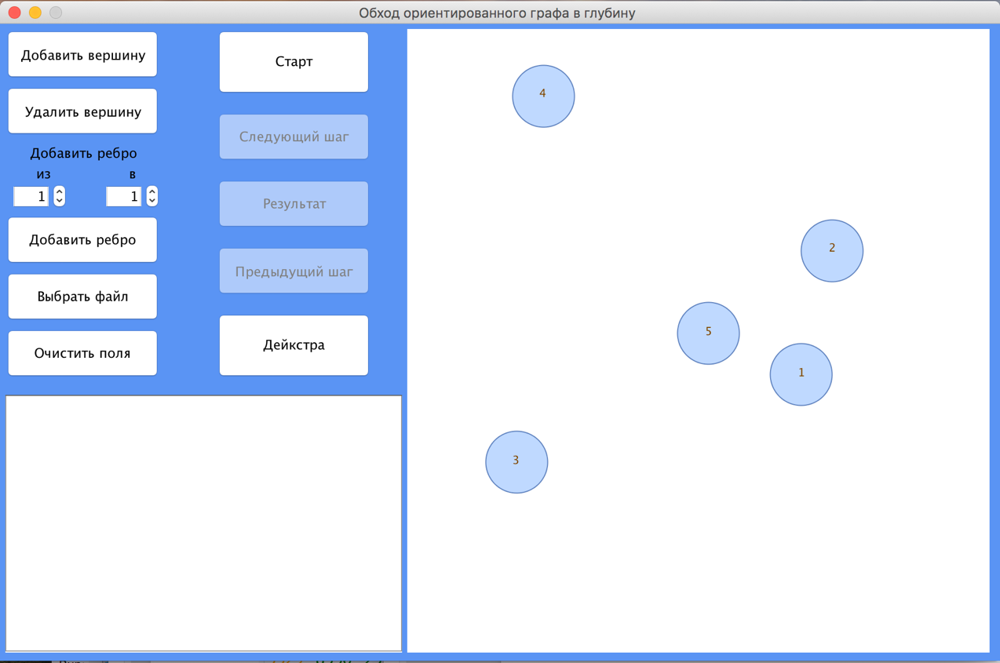 Обход ориентированного графа в глубину
Добавить вершину
Удалить вершину
Добавить ребро
из в
1 1
Добавить ребро
Выбрать файл
Очистить поля
Старт
Следующий шаг
Результат
Предыдущий шаг
Дейкстра
4
2
5
1
3